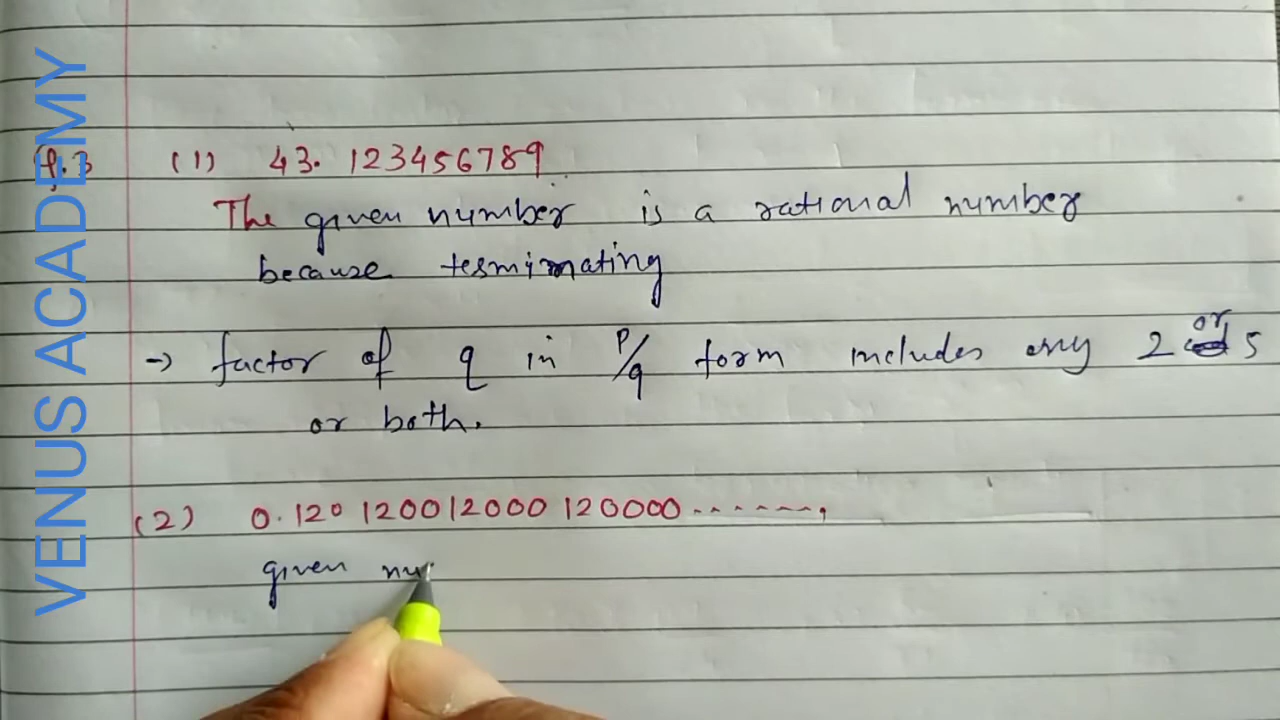 VENUS ACADEMY
Q.3 (1) 43. 123456789
The given number is a rational number
because terminating
→ factor of q in P/q form includes any 2 or 5
or both.
(2) 0.120 1200 12000 120000.......,
given nu